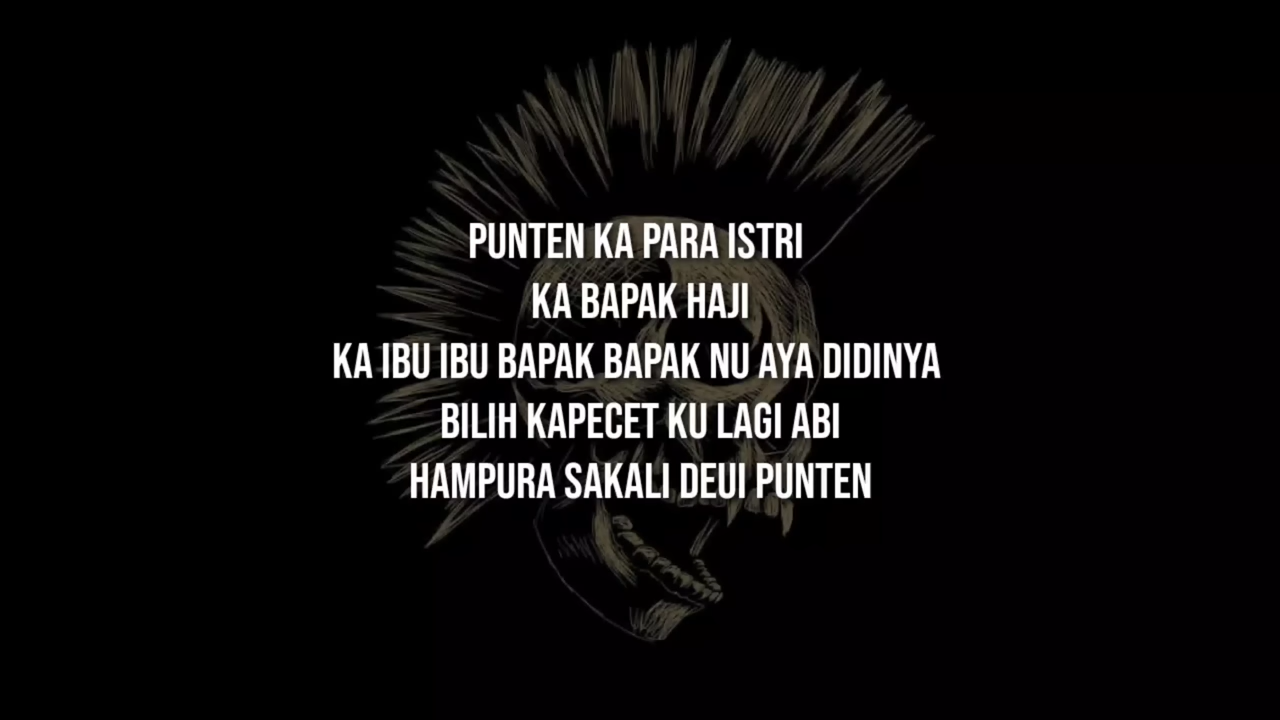 PUNTEN KA PARA ISTRI
KA BAPAK HAJI
KA IBU IBU BAPAK BAPAK NU AYA DIDINYA
BILIH KAPECET KU LAGI ABI
HAMPURA SAKALI DEUI PUNTEN